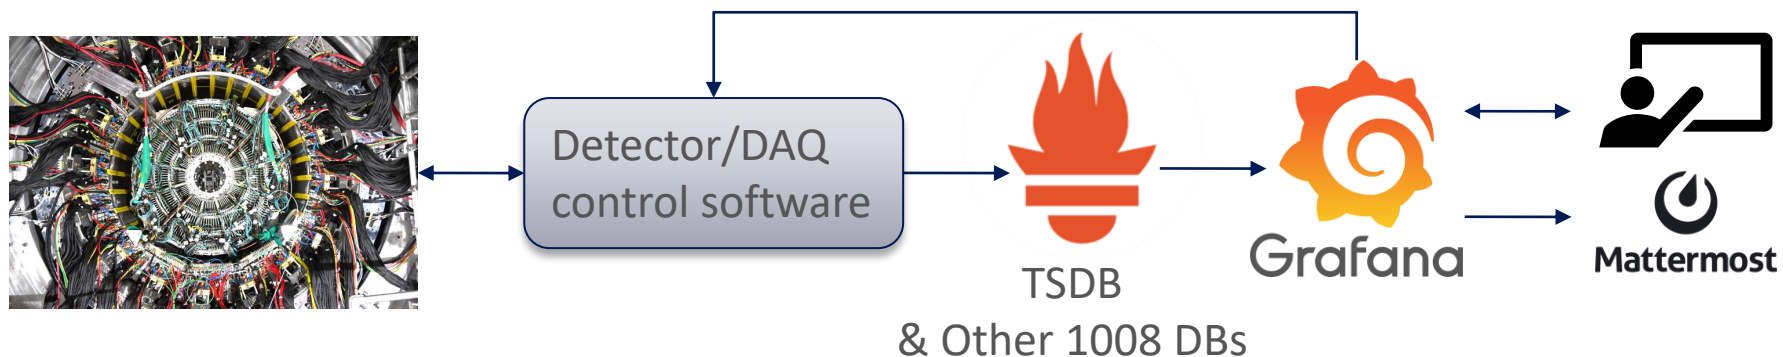 Detector/DAQ
control software
TSDB
& Other 1008 DBs
Grafana
Mattermost